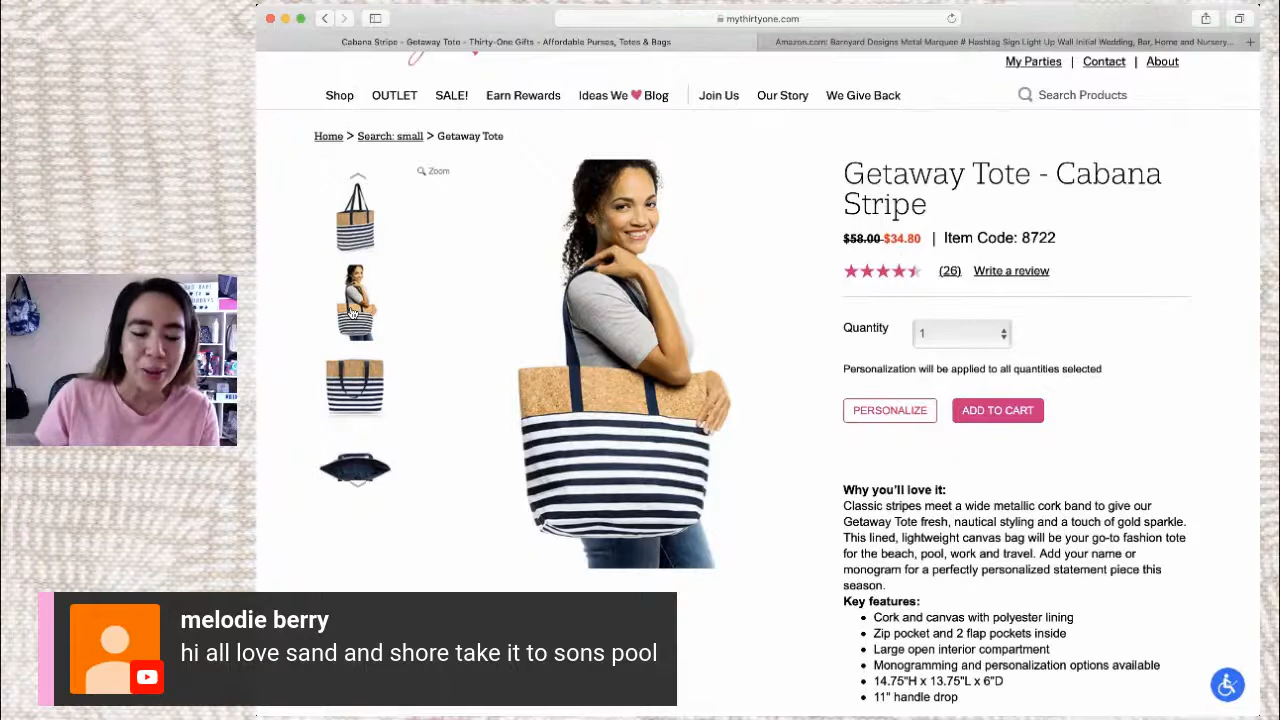 mythirtyone.com
Cabana Stripe - Getaway Tote - Thirty-One Gifts - Affordable Purses, Totes & Bags
Amazon.com: Barnyard Designs Metal Marquee # Hashtag Sign Light Up Wall Initial Wedding, Bar, Home and Nursery...
My Parties | Contact | About
Shop OUTLET SALE! Earn Rewards Ideas We Blog Join Us Our Story We Give Back Search Products
Home > Search: small > Getaway Tote
Zoom
Getaway Tote - Cabana
Stripe
$58.00 $34.80 | Item Code: 8722
(26) Write a review
Quantity 1
Personalization will be applied to all quantities selected
PERSONALIZE ADD TO CART
Why you'll love it:
Classic stripes meet a wide metallic cork band to give our
Getaway Tote fresh, nautical styling and a touch of gold sparkle.
This lined, lightweight canvas bag will be your go-to fashion tote
for the beach, pool, work and travel. Add your name or
monogram for a perfectly personalized statement piece this
season.
Key features:
• Cork and canvas with polyester lining
• Zip pocket and 2 flap pockets inside
• Large open interior compartment
• Monogramming and personalization options available
• 14.75"H x 13.75"L x 6"D
• 11" handle drop
melodie berry
hi all love sand and shore take it to sons pool